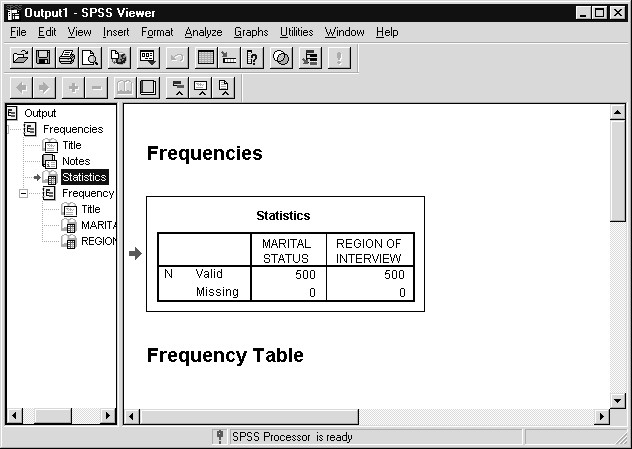 Output1 - SPSS Viewer
File Edit View Insert Format Analyze Graphs Utilities Window Help
Output
Frequencies
Title
Notes
Statistics
Frequency
Title
MARITA
REGION
Frequencies
Statistics
MARITAL STATUS REGION OF INTERVIEW
N Valid 500 500
Missing 0 0
Frequency Table
SPSS Processor is ready